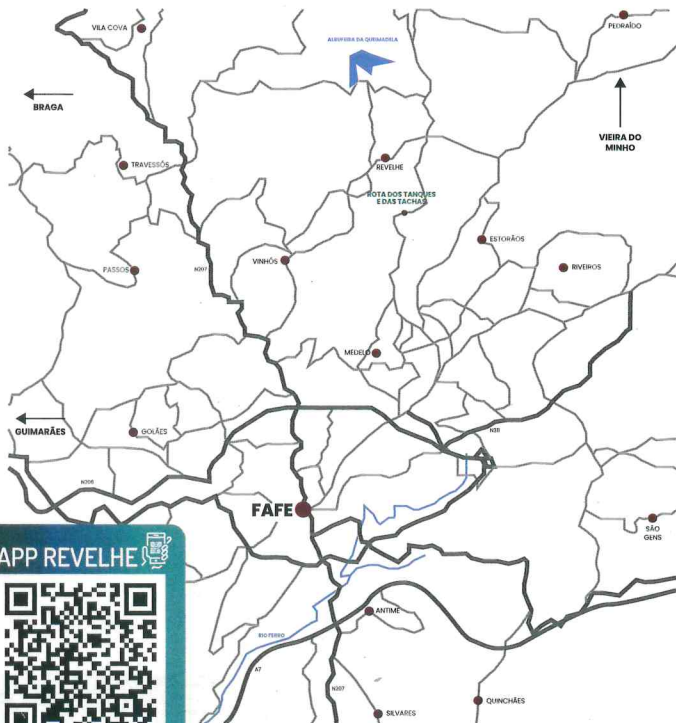 VILA COVA
ALBUFEIRA DA QUEIMADELA
PEDRAÍDO
BRAGA
VIEIRA DO
MINHO
TRAVESSÓS
REVELHE
ROTA DOS TANQUES
E DAS TACHAS
ESTORÃOS
PASSOS
N207
VINHÓS
RIVEIROS
MEDELO
GUIMARÃES
GOLÃES
N311
N206
FAFE
SÃO
GENS
APP REVELHE
ANTIME
RIO FERRO
A7
N207
SILVARES
QUINCHÃES